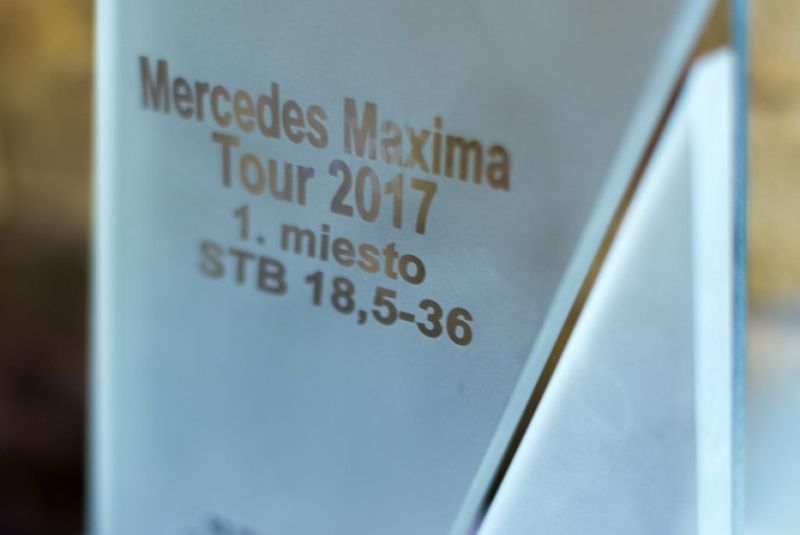 Mercedes Maxima
Tour 2017
1. miesto
STB 18,5-36